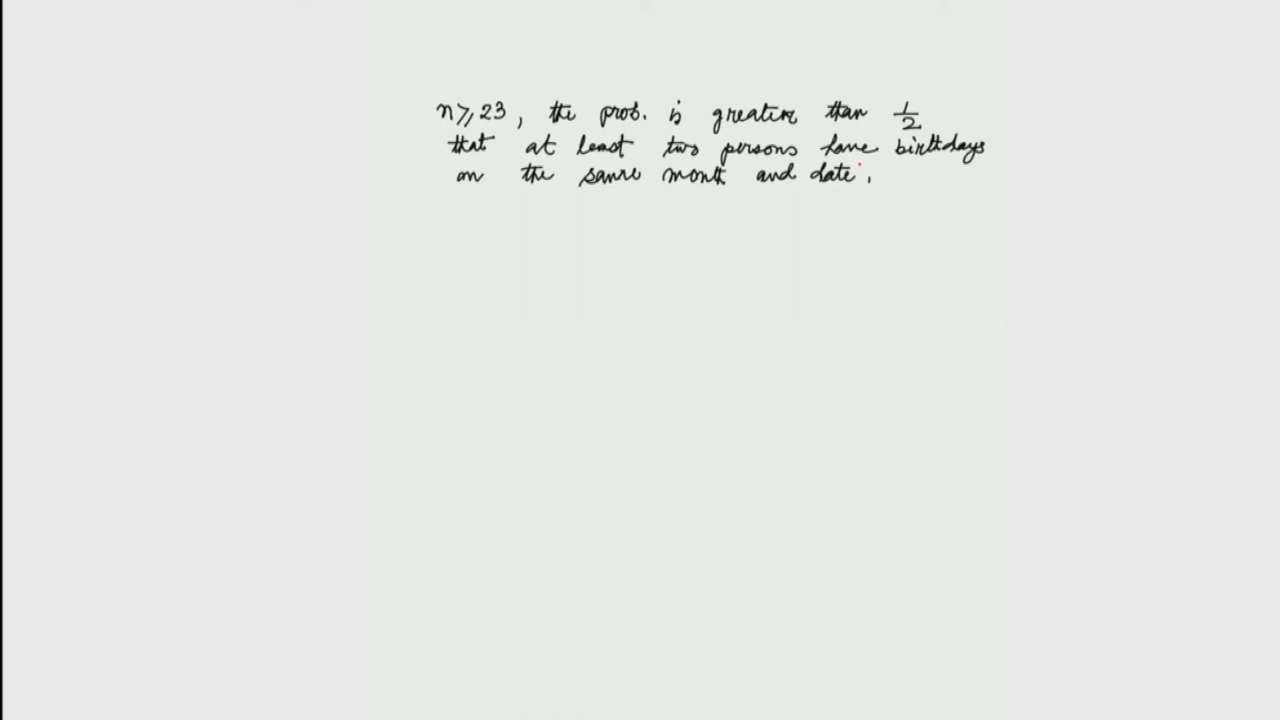 n ≥ 23, the prob. is greater than 1/2
that at least two persons have birthdays
on the same month and date.